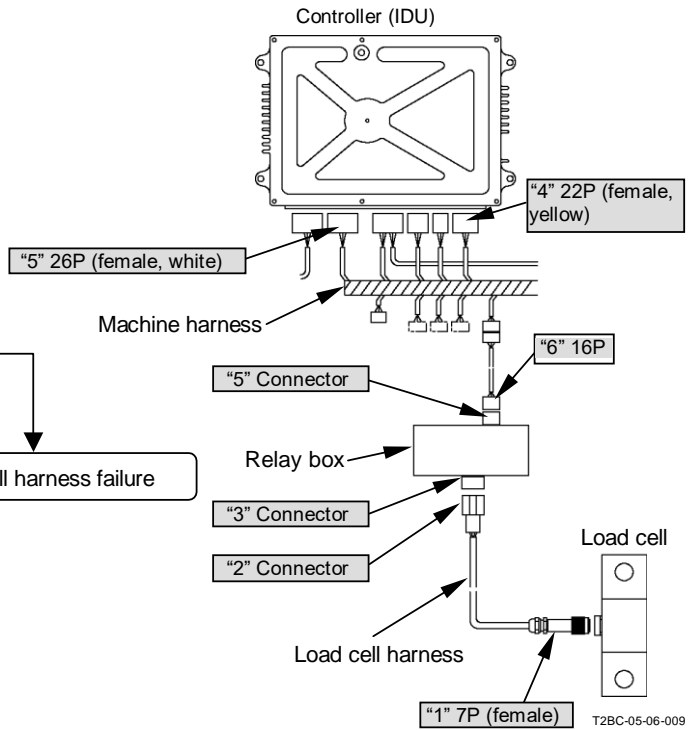 Controller (IDU)
“4” 22P (female,
yellow)
“5” 26P (female, white)
Machine harness
“6” 16P
“5” Connector
Relay box
ll harness failure
“3” Connector
Load cell
“2” Connector
Load cell harness
“1” 7P (female)
T2BC-05-06-009